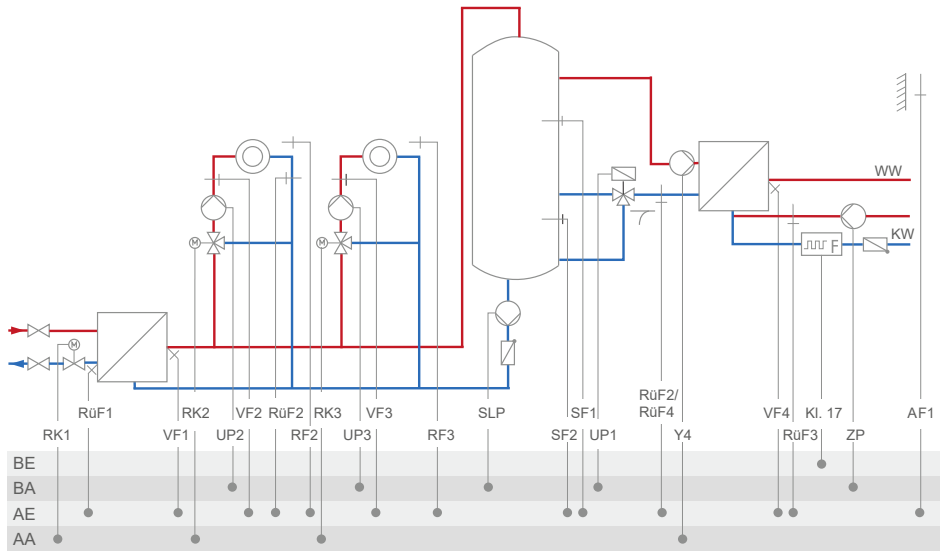 WW
KW
F
M
M
M
RüF2/
RüF4
RüF1
RK2
VF2
RüF2
RK3
VF3
SLP
SF1
VF4
Kl. 17
AF1
RK1
VF1
UP2
RF2
UP3
RF3
SF2
UP1
Y4
RüF3
ZP
BE
BA
AE
AA